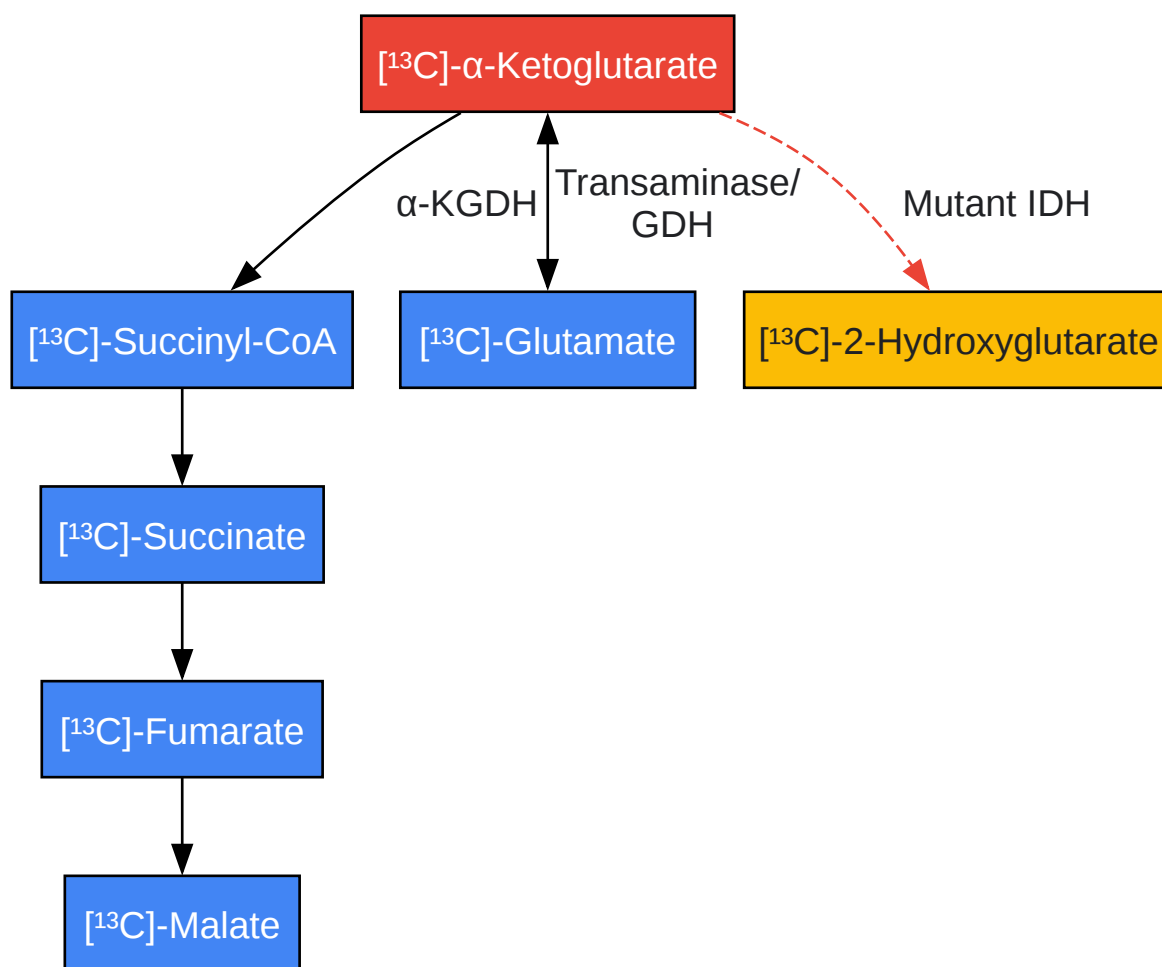 [¹³C]-α-Ketoglutarate
α-KGDH
Transaminase/
GDH
Mutant IDH
[¹³C]-Succinyl-CoA
[¹³C]-Glutamate
[¹³C]-2-Hydroxyglutarate
[¹³C]-Succinate
[¹³C]-Fumarate
[¹³C]-Malate